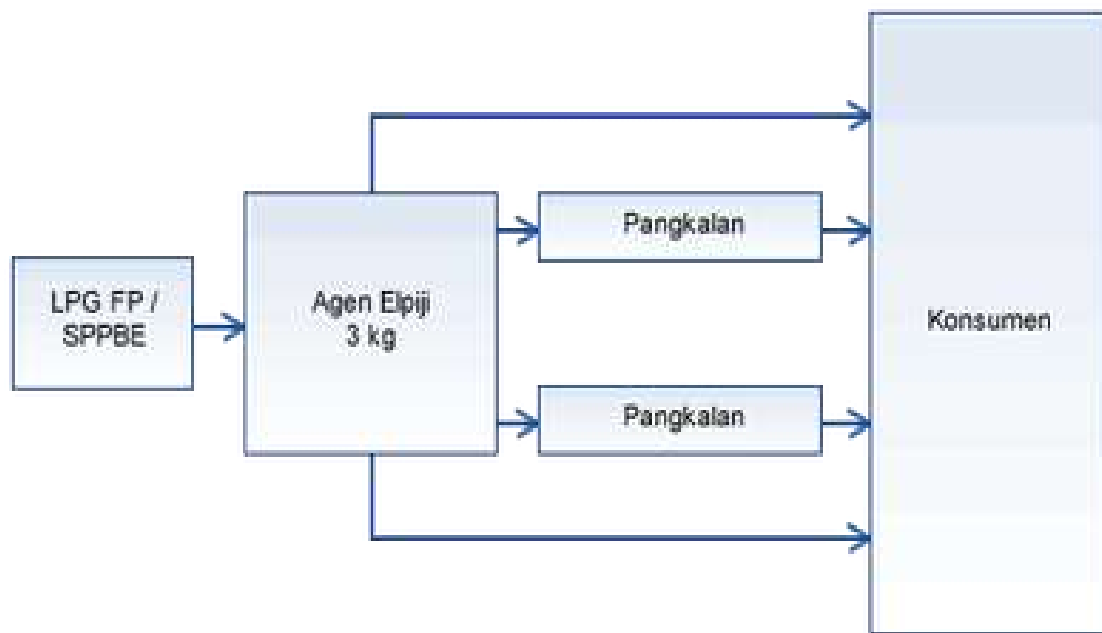 LPG FP /
SPPBE
Agen Elpiji
3 kg
Pangkalan
Pangkalan
Konsumen